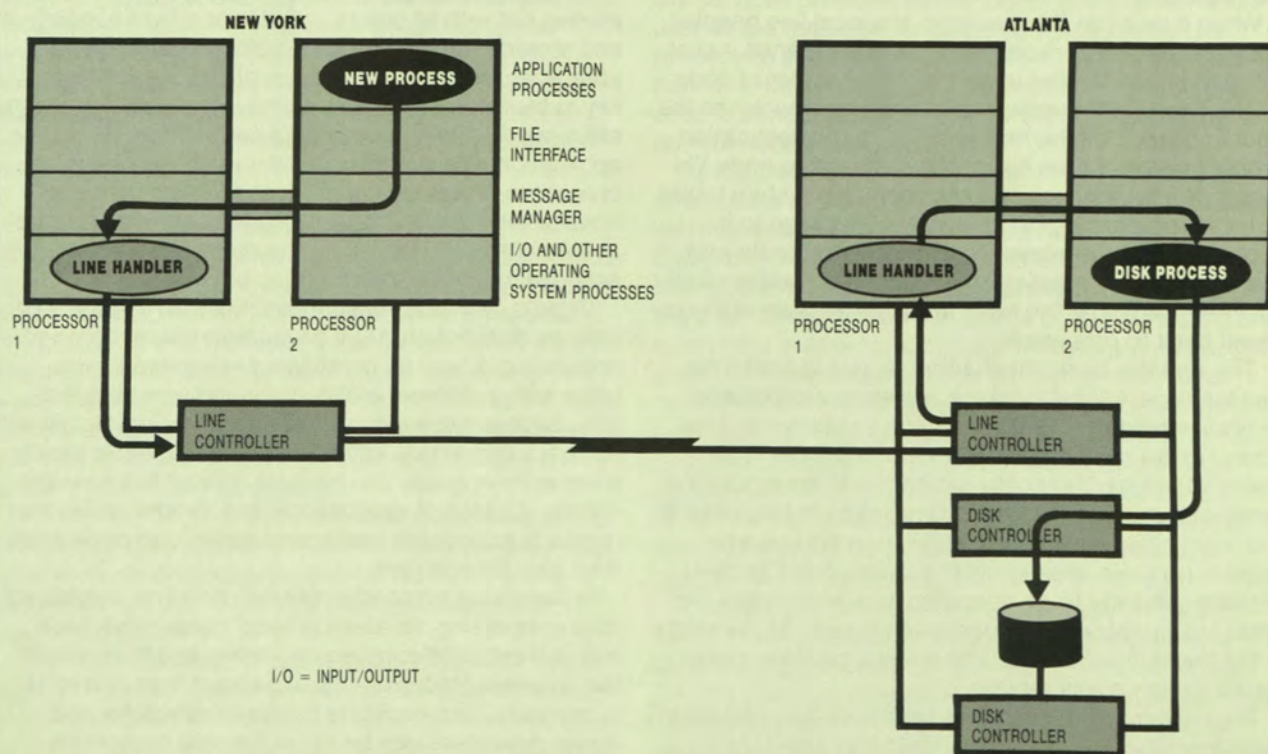 NEW YORK
ATLANTA
NEW PROCESS
APPLICATION
PROCESSES
FILE
INTERFACE
MESSAGE
MANAGER
I/O AND OTHER
OPERATING
SYSTEM PROCESSES
LINE HANDLER
LINE HANDLER
DISK PROCESS
PROCESSOR
1
PROCESSOR
2
PROCESSOR
1
PROCESSOR
2
LINE
CONTROLLER
LINE
CONTROLLER
DISK
CONTROLLER
DISK
CONTROLLER
I/O = INPUT/OUTPUT